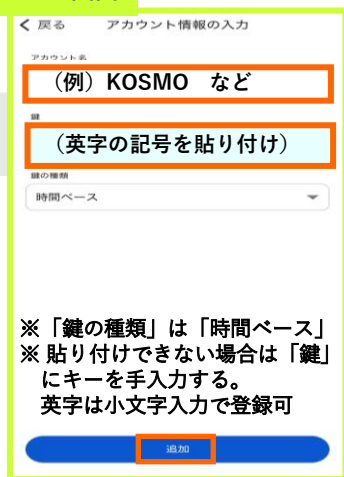 戻る アカウント情報の入力
アカウント名
（例）KOSMO など
鍵
（英字の記号を貼り付け）
鍵の種類
時間ベース
※「鍵の種類」は「時間ベース」
※ 貼り付けできない場合は「鍵」
にキーを手入力する。
英字は小文字入力で登録可
追加